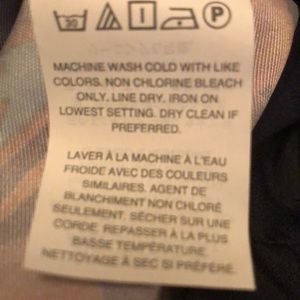 30 P
MACHINE WASH COLD WITH LIKE
COLORS. NON CHLORINE BLEACH
ONLY. LINE DRY. IRON ON
LOWEST SETTING. DRY CLEAN IF
PREFERRED.
LAVER À LA MACHINE À L'EAU
FROIDE AVEC DES COULEURS
SIMILAIRES. AGENT DE
BLANCHIMENT NON CHLORÉ
SEULEMENT. SÉCHER SUR UNE
CORDE. REPASSER À LA PLUS
BASSE TEMPÉRATURE.
NETTOYAGE À SEC SI PRÉFÉRÉ.